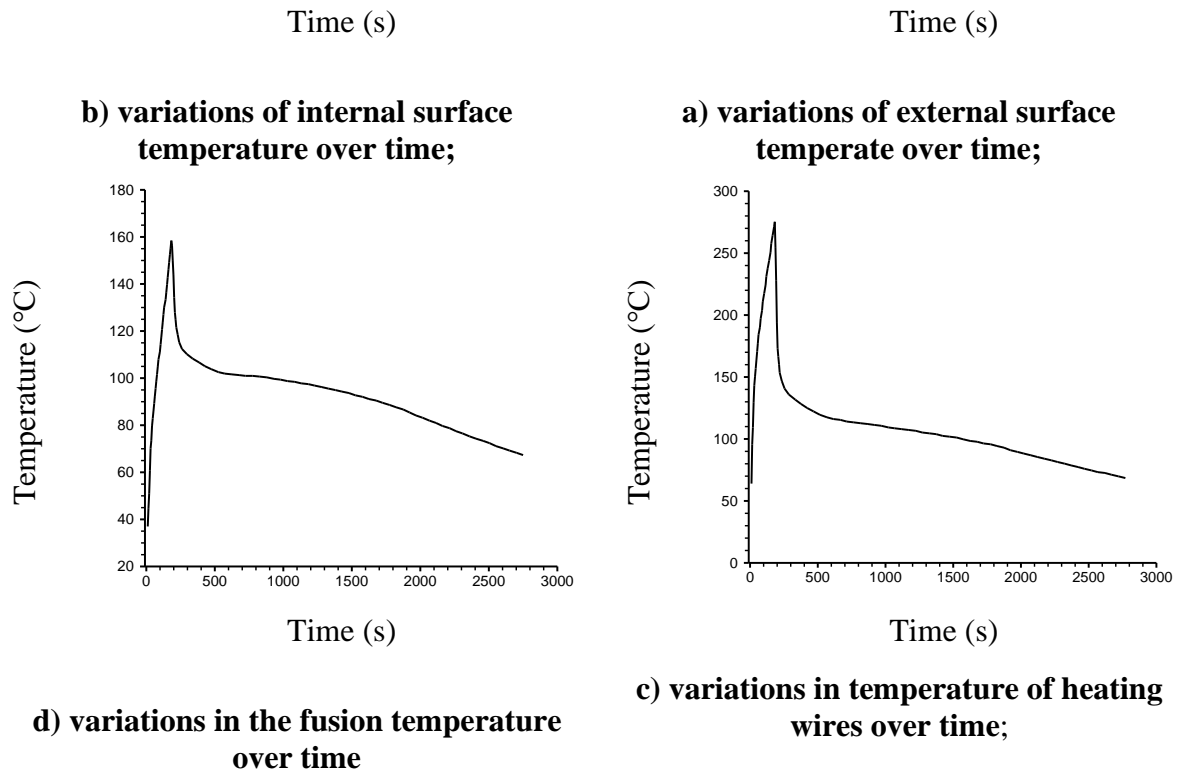 Time (s)
Time (s)
b) variations of internal surface
temperature over time;
a) variations of external surface
temperate over time;
Temperature (°C)
180
160
140
120
100
80
60
40
20
0 500 1000 1500 2000 2500 3000
Time (s)
d) variations in the fusion temperature
over time
Temperature (°C)
300
250
200
150
100
50
0
0 500 1000 1500 2000 2500 3000
Time (s)
c) variations in temperature of heating
wires over time;